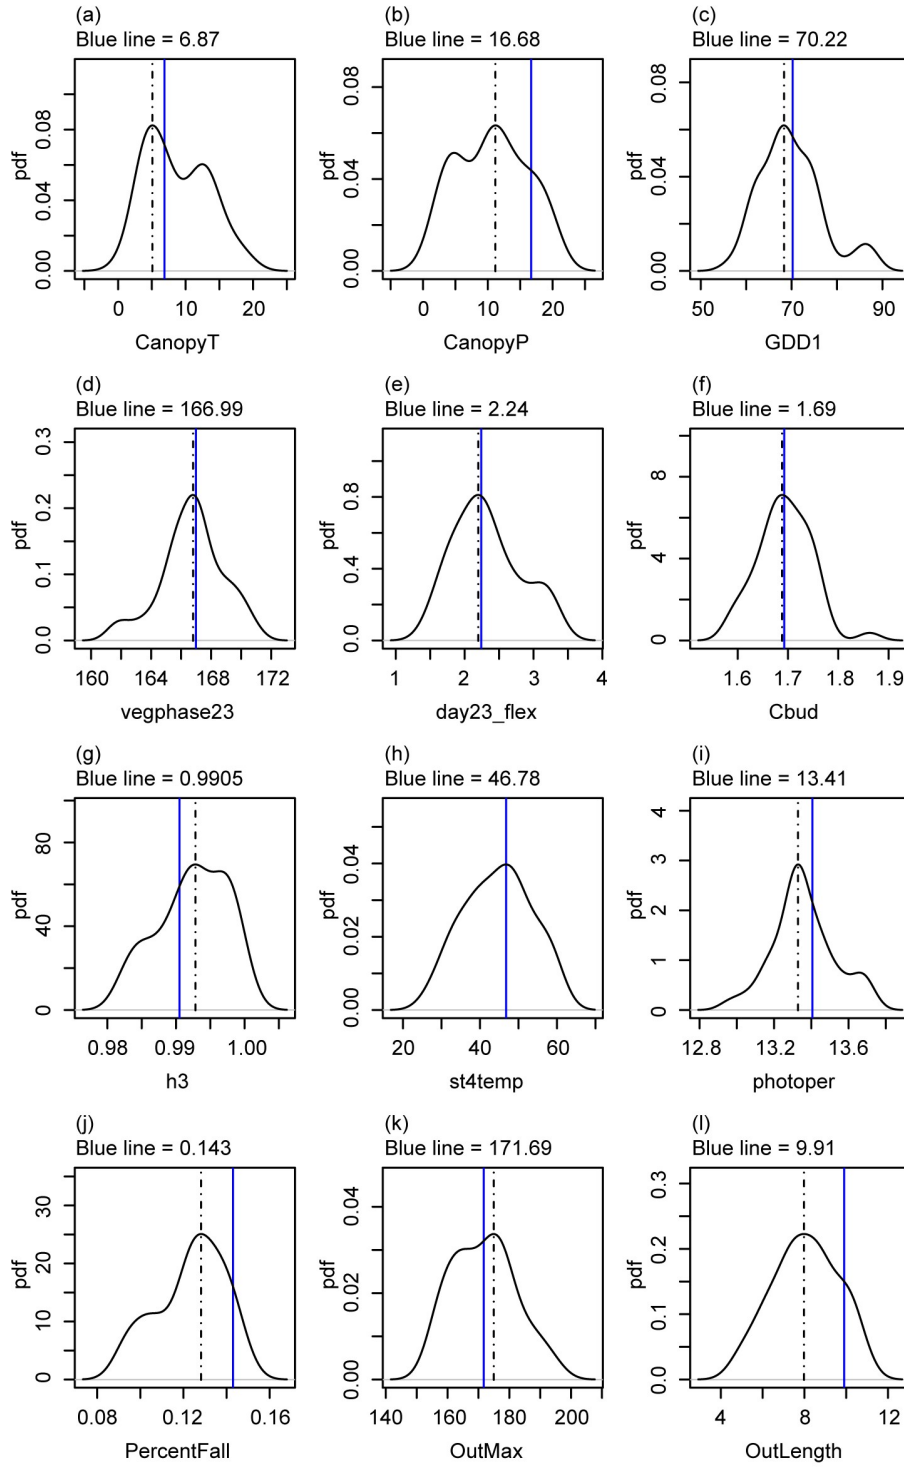 (a)
Blue line = 6.87
pdf
0.00 0.04 0.08
0 10 20
CanopyT
(b)
Blue line = 16.68
pdf
0.00 0.04 0.08
0 10 20
CanopyP
(c)
Blue line = 70.22
pdf
0.00 0.04 0.08
50 70 90
GDD1
(d)
Blue line = 166.99
pdf
0.0 0.1 0.2 0.3
160 164 168 172
vegphase23
(e)
Blue line = 2.24
pdf
0.0 0.4 0.8
1 2 3 4
day23_flex
(f)
Blue line = 1.69
pdf
0 4 8
1.6 1.7 1.8 1.9
Cbud
(g)
Blue line = 0.9905
pdf
0 40 80
0.98 0.99 1.00
h3
(h)
Blue line = 46.78
pdf
0.00 0.02 0.04
20 40 60
st4temp
(i)
Blue line = 13.41
pdf
0 1 2 3 4
12.8 13.2 13.6
photoper
(j)
Blue line = 0.143
pdf
0 10 20 30
0.08 0.12 0.16
PercentFall
(k)
Blue line = 171.69
pdf
0.00 0.02 0.04
140 160 180 200
OutMax
(l)
Blue line = 9.91
pdf
0.0 0.1 0.2 0.3
4 8 12
OutLength